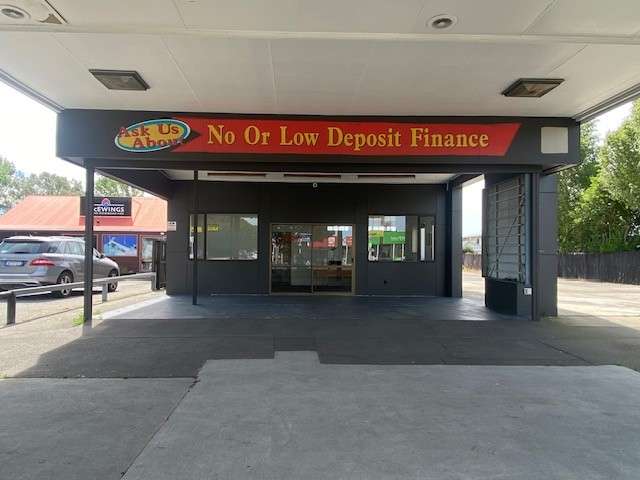 Ask Us
About
No Or Low Deposit Finance
EWINGS